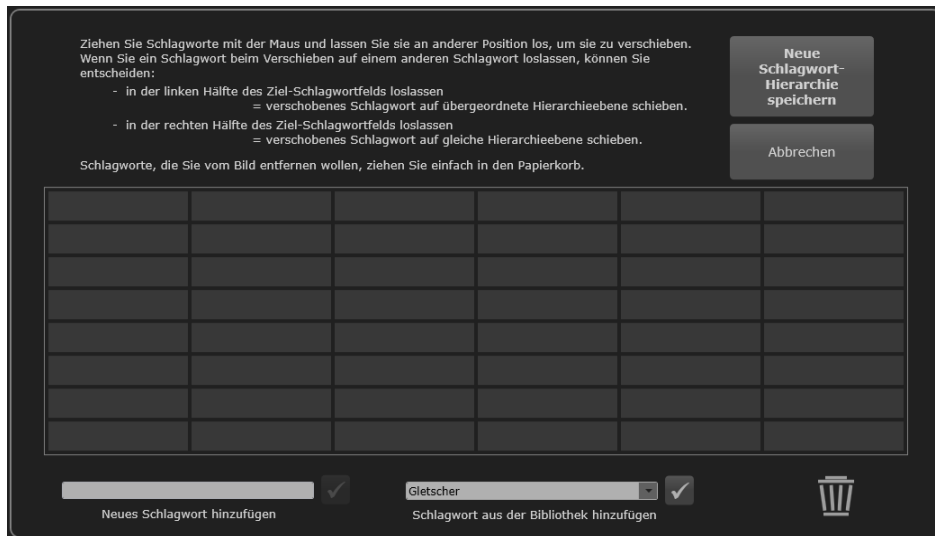 Ziehen Sie Schlagworte mit der Maus und lassen Sie sie an anderer Position los, um sie zu verschieben.
Wenn Sie ein Schlagwort beim Verschieben auf einem anderen Schlagwort loslassen, können Sie
entscheiden:
- in der linken Hälfte des Ziel-Schlagwortfelds loslassen
= verschobenes Schlagwort auf übergeordnete Hierarchieebene schieben.
- in der rechten Hälfte des Ziel-Schlagwortfelds loslassen
= verschobenes Schlagwort auf gleiche Hierarchieebene schieben.
Schlagworte, die Sie vom Bild entfernen wollen, ziehen Sie einfach in den Papierkorb.
Neue
Schlagwort-
Hierarchie
speichern
Abbrechen
Neues Schlagwort hinzufügen
Gletscher
Schlagwort aus der Bibliothek hinzufügen